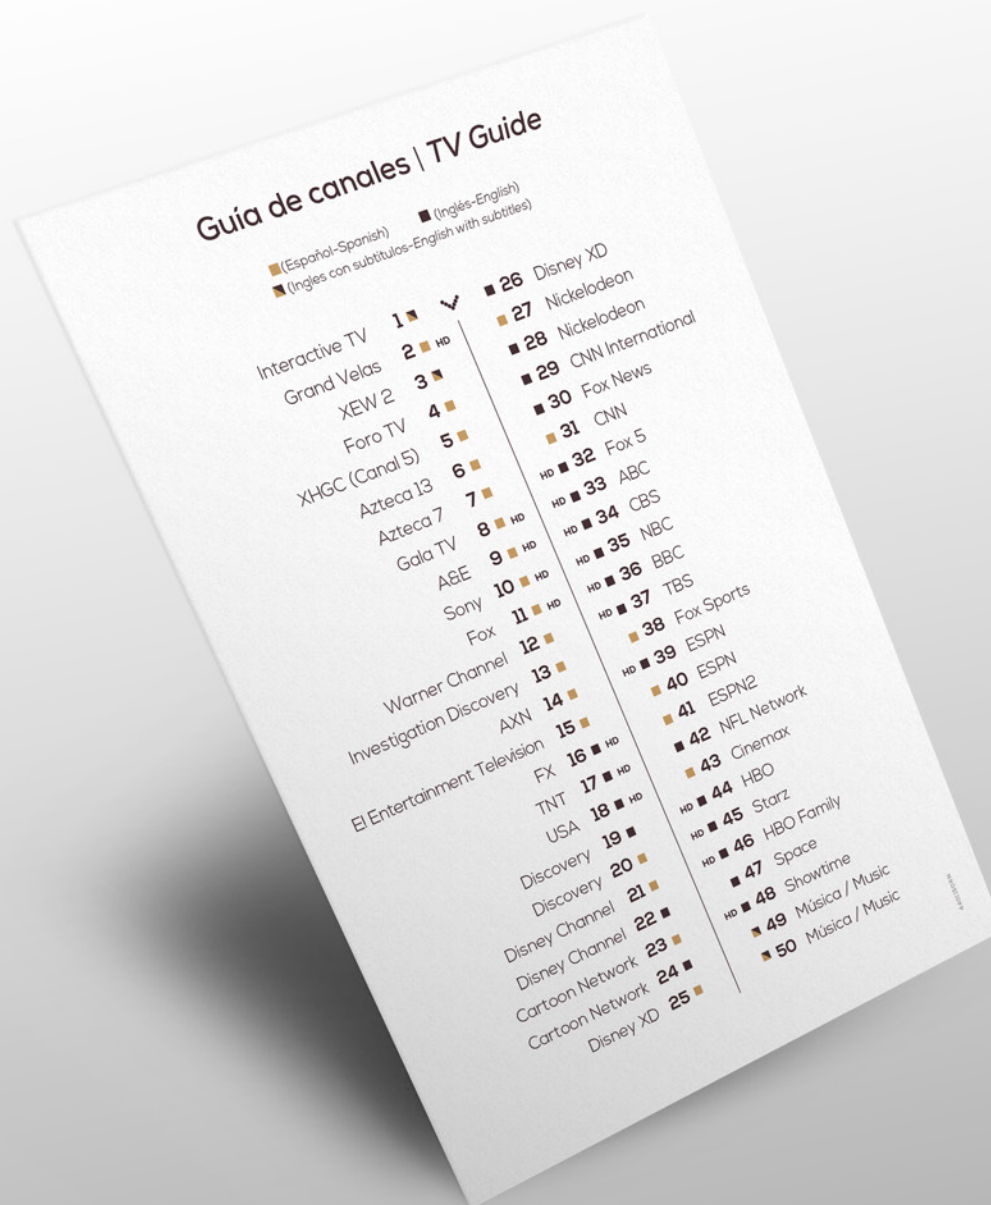 Guía de canales | TV Guide
(Español-Spanish) (Inglés-English)
(Ingles con subtitulos-English with subtitles)
Interactive TV 1
Grand Velas 2 HD
XEW 2 3
Foro TV 4
XHGC (Canal 5) 5
Azteca 13 6
Azteca 7 7
Gala TV 8 HD
A&E 9 HD
Sony 10 HD
Fox 11 HD
Warner Channel 12
Investigation Discovery 13
AXN 14
El Entertainment Television 15
FX 16 HD
TNT 17 HD
USA 18 HD
Discovery 19
Discovery 20
Disney Channel 21
Disney Channel 22
Cartoon Network 23
Cartoon Network 24
Disney XD 25
26 Disney XD
27 Nickelodeon
28 Nickelodeon
29 CNN International
30 Fox News
31 CNN
HD 32 Fox 5
HD 33 ABC
HD 34 CBS
HD 35 NBC
HD 36 BBC
HD 37 TBS
38 Fox Sports
HD 39 ESPN
40 ESPN
41 ESPN2
42 NFL Network
43 Cinemax
HD 44 HBO
HD 45 Starz
HD 46 HBO Family
47 Space
HD 48 Showtime
49 Música / Music
50 Música / Music